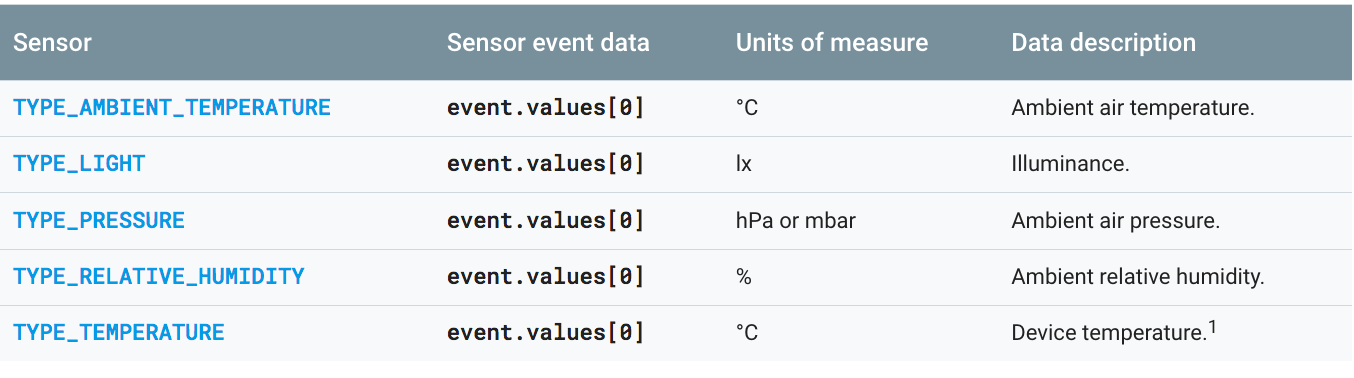 Sensor Sensor event data Units of measure Data description
TYPE_AMBIENT_TEMPERATURE event.values[0] °C Ambient air temperature.
TYPE_LIGHT event.values[0] lx Illuminance.
TYPE_PRESSURE event.values[0] hPa or mbar Ambient air pressure.
TYPE_RELATIVE_HUMIDITY event.values[0] % Ambient relative humidity.
TYPE_TEMPERATURE event.values[0] °C Device temperature.1